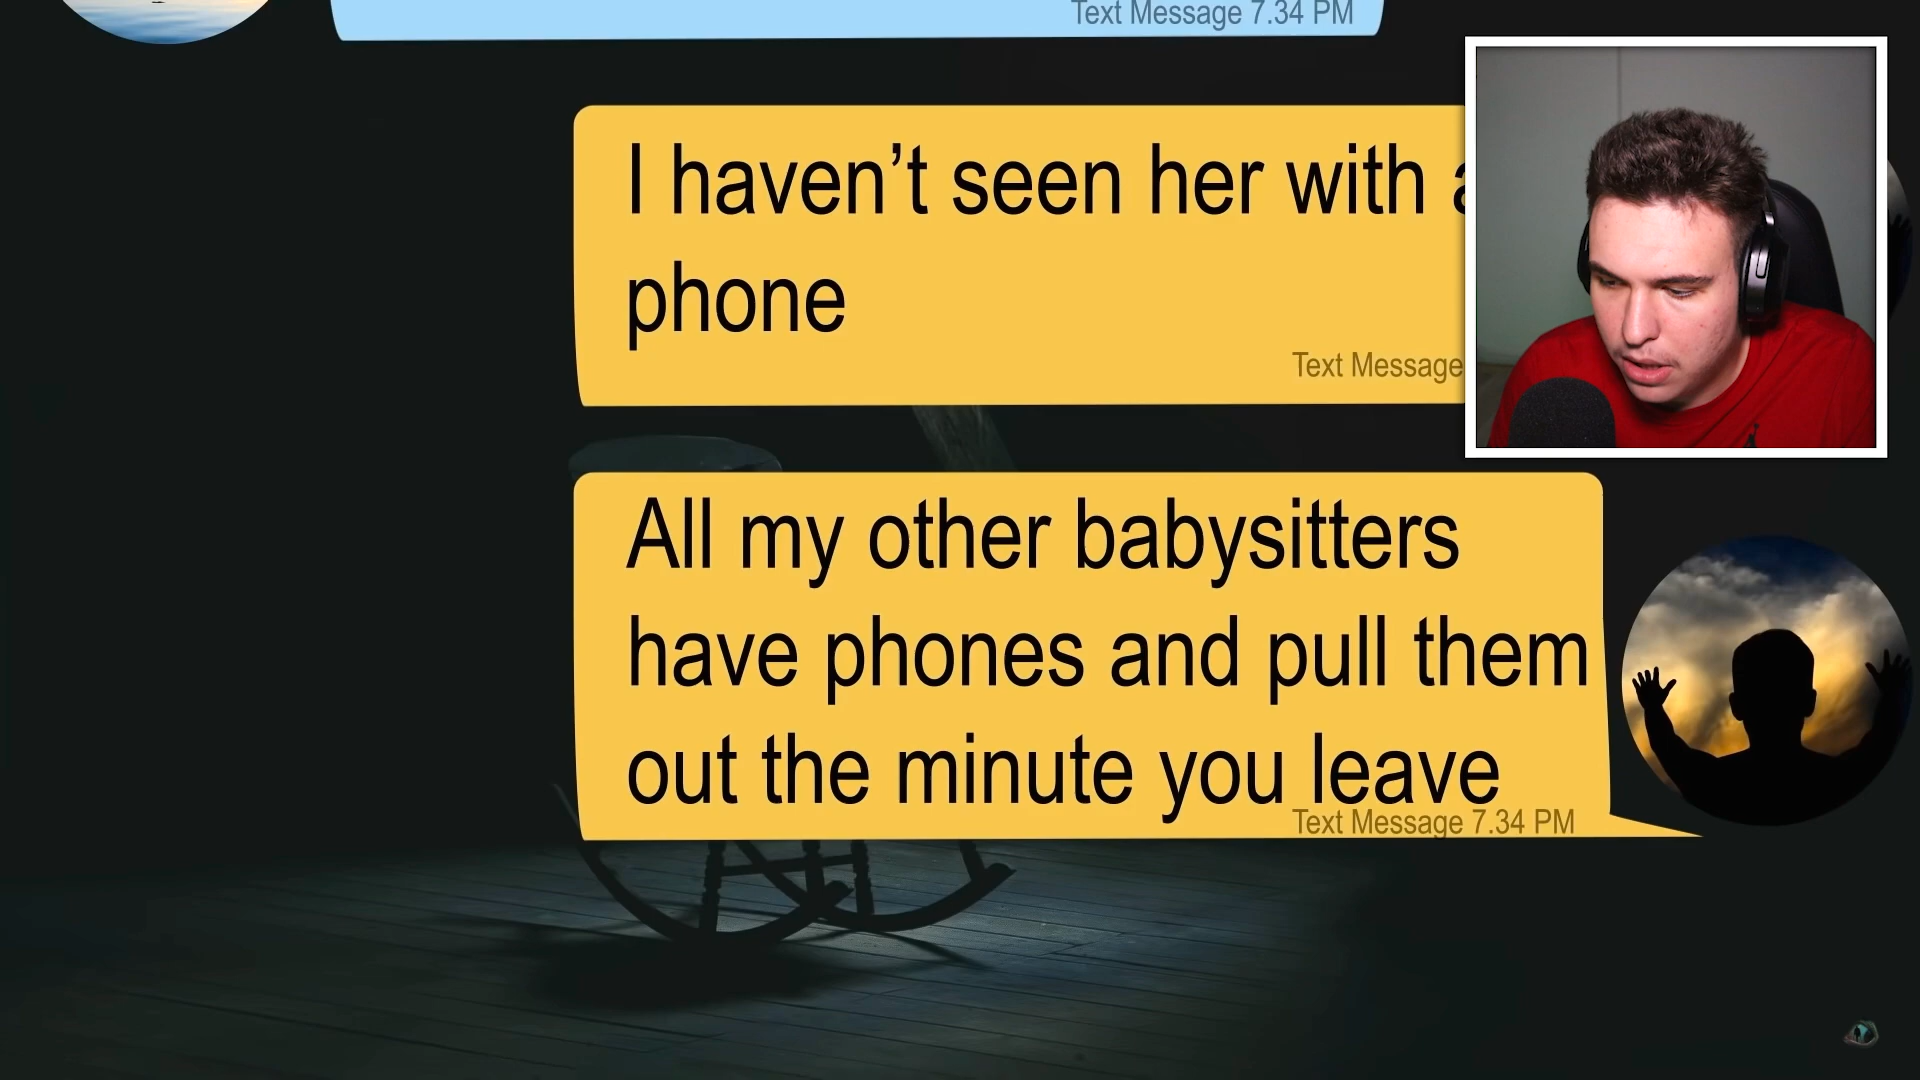 Text Message 7.34 PM
I haven’t seen her with
phone
Text Message
All my other babysitters
have phones and pull them
out the minute you leave
Text Message 7.34 PM